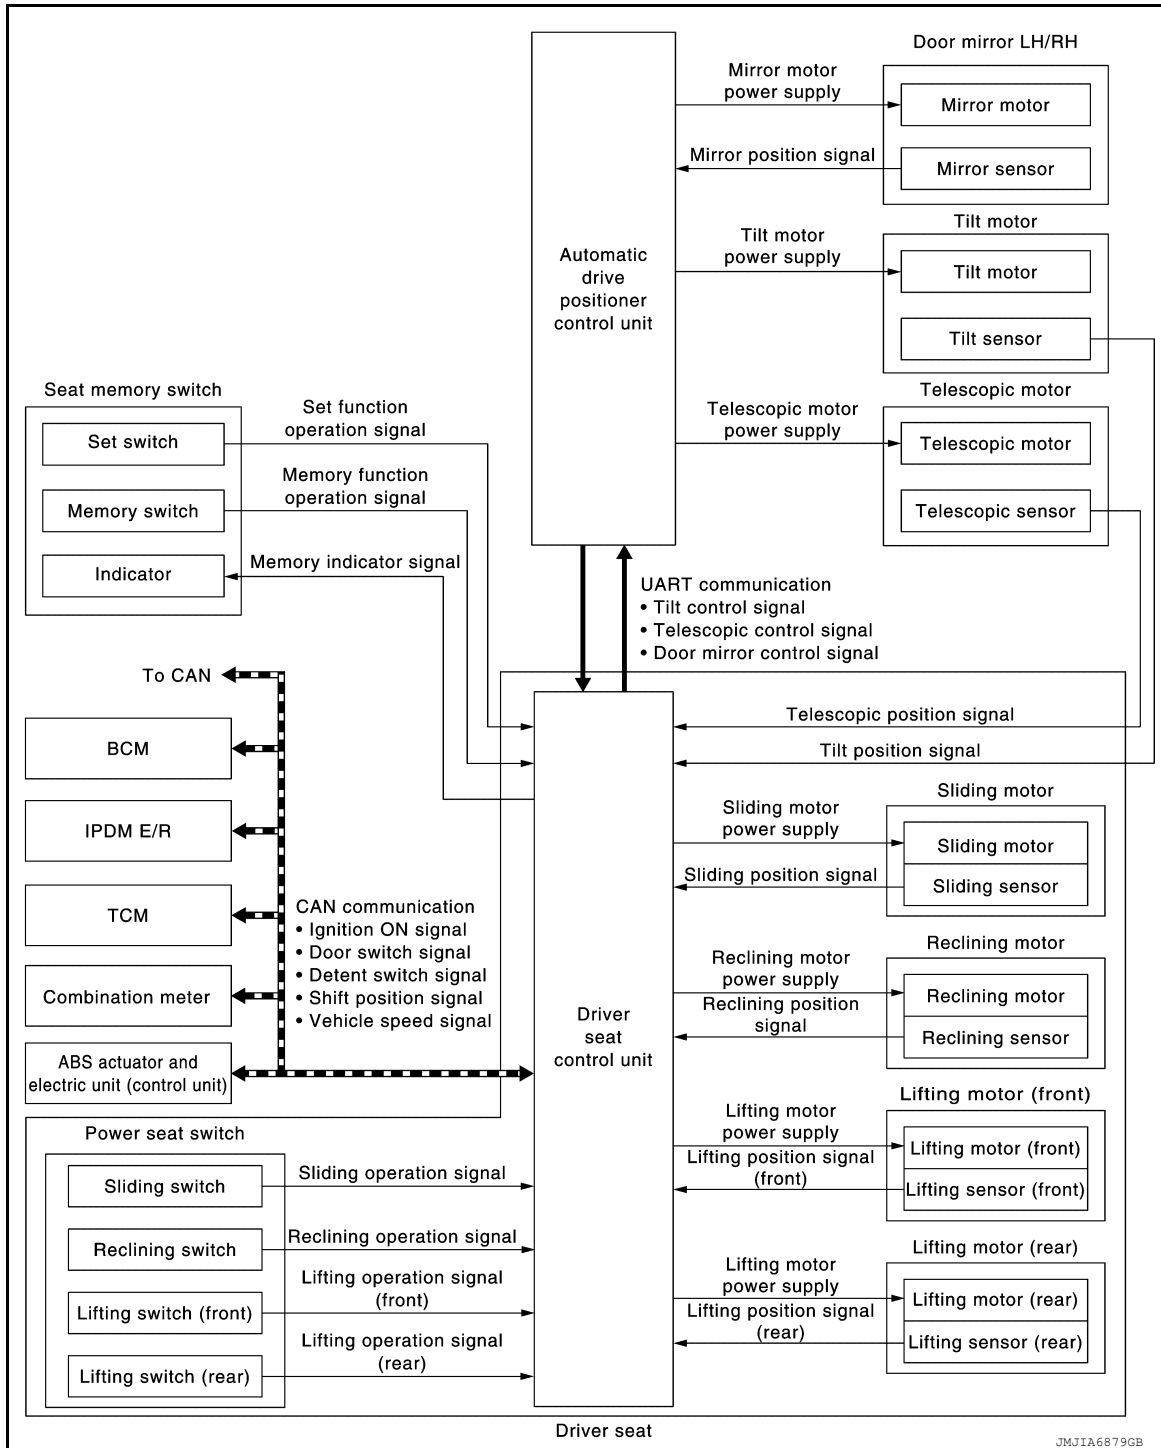 Door mirror LH/RH
Mirror motor
power supply
Mirror motor
Mirror position signal
Mirror sensor
Tilt motor
Tilt motor
power supply
Tilt motor
Automatic
drive
positioner
control unit
Tilt sensor
Seat memory switch
Telescopic motor
Set function
operation signal
Set switch
Telescopic motor
power supply
Telescopic motor
Memory function
operation signal
Memory switch
Telescopic sensor
Memory indicator signal
Indicator
UART communication
• Tilt control signal
• Telescopic control signal
• Door mirror control signal
To CAN
Telescopic position signal
BCM
Tilt position signal
Sliding motor
Sliding motor
power supply
IPDM E/R
Sliding motor
Sliding position signal
Sliding sensor
TCM
CAN communication
• Ignition ON signal
• Door switch signal
• Detent switch signal
• Shift position signal
• Vehicle speed signal
Reclining motor
Reclining motor
power supply
Combination meter
Reclining motor
Reclining position
signal
Driver
seat
control unit
Reclining sensor
ABS actuator and
electric unit (control unit)
Lifting motor (front)
Power seat switch
Lifting motor
power supply
Lifting motor (front)
Lifting position signal
(front)
Sliding operation signal
Sliding switch
Lifting sensor (front)
Reclining operation signal
Reclining switch
Lifting motor (rear)
Lifting motor
power supply
Lifting operation signal
(front)
Lifting switch (front)
Lifting motor (rear)
Lifting position signal
(rear)
Lifting operation signal
(rear)
Lifting switch (rear)
Lifting sensor (rear)
Driver seat
JMJIA6879GB